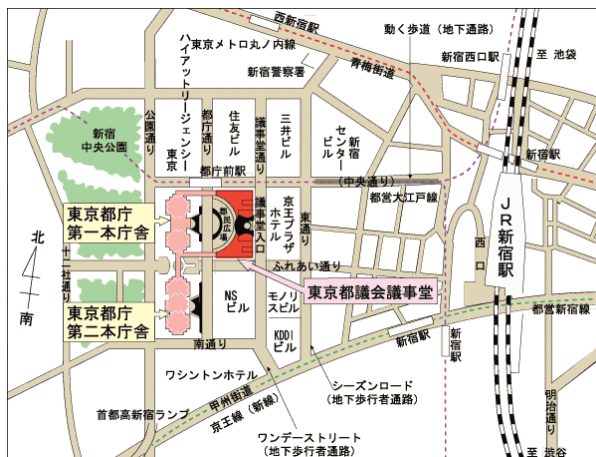 西新宿駅
動く歩道（地下通路）
東京メトロ丸ノ内線
新宿西口駅
至 池袋
新宿警察署
青梅街道
ハイアットリージェンシー
東京
公園通り
都庁通り
住友ビル
議事堂通り
三井ビル
新宿
センター
ビル
新宿
中央公園
新宿駅
都庁前駅
（中央通り）
都営大江戸線
東京都庁
第一本庁舎
都民広場
議事堂入口
京王プラザ
ホテル
東通り
JR新宿駅
西口
北
南
十二社通り
ふれあい通り
東京都議会議事堂
東京都庁
第二本庁舎
NS
ビル
モノリ
スビル
KDDI
ビル
都営新宿線
新宿駅
新宿駅
南通り
ワシントンホテル
シーズンロード
（地下歩行者通路）
甲州街道
京王線（新線）
首都高新宿ランプ
明治通り
ワンデーストリート
（地下歩行者通路）
至 渋谷